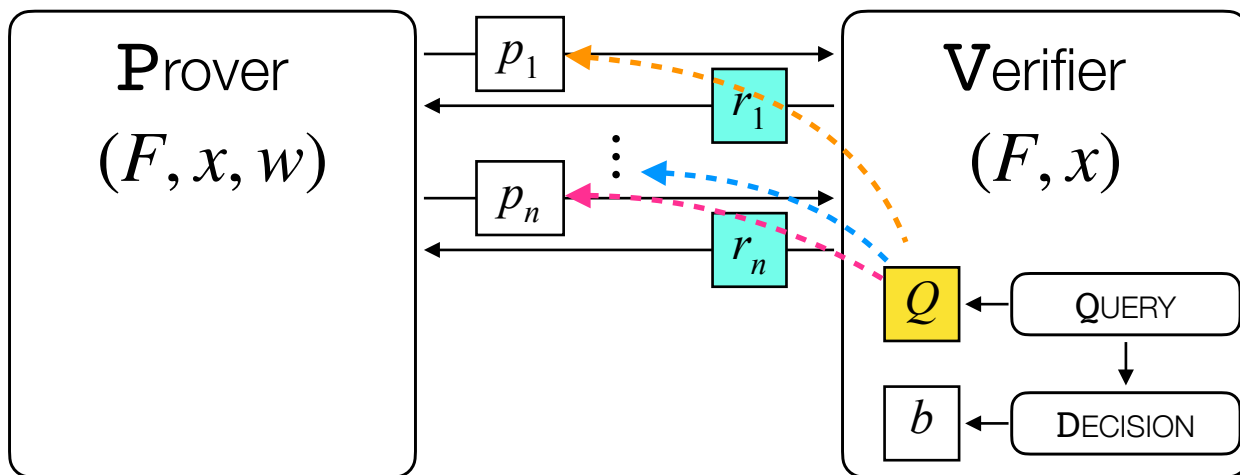 Prover
(F, x, w)
p₁
r₁
⋮
pₙ
rₙ
Verifier
(F, x)
Q
QUERY
b
DECISION